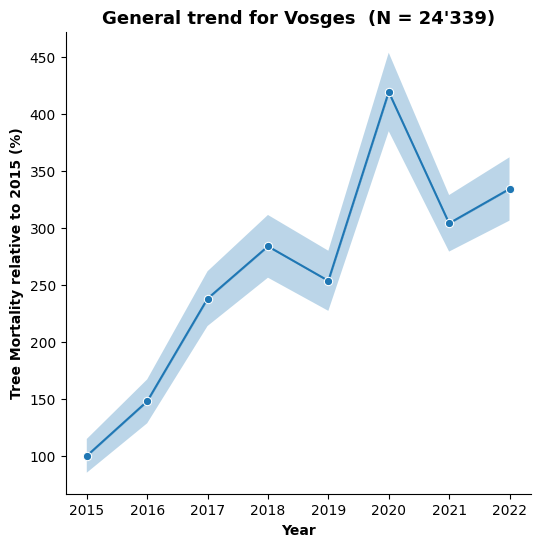 General trend for Vosges  (N = 24'339)
Tree Mortality relative to 2015 (%)
450
400
350
300
250
200
150
100
2015 2016 2017 2018 2019 2020 2021 2022
Year